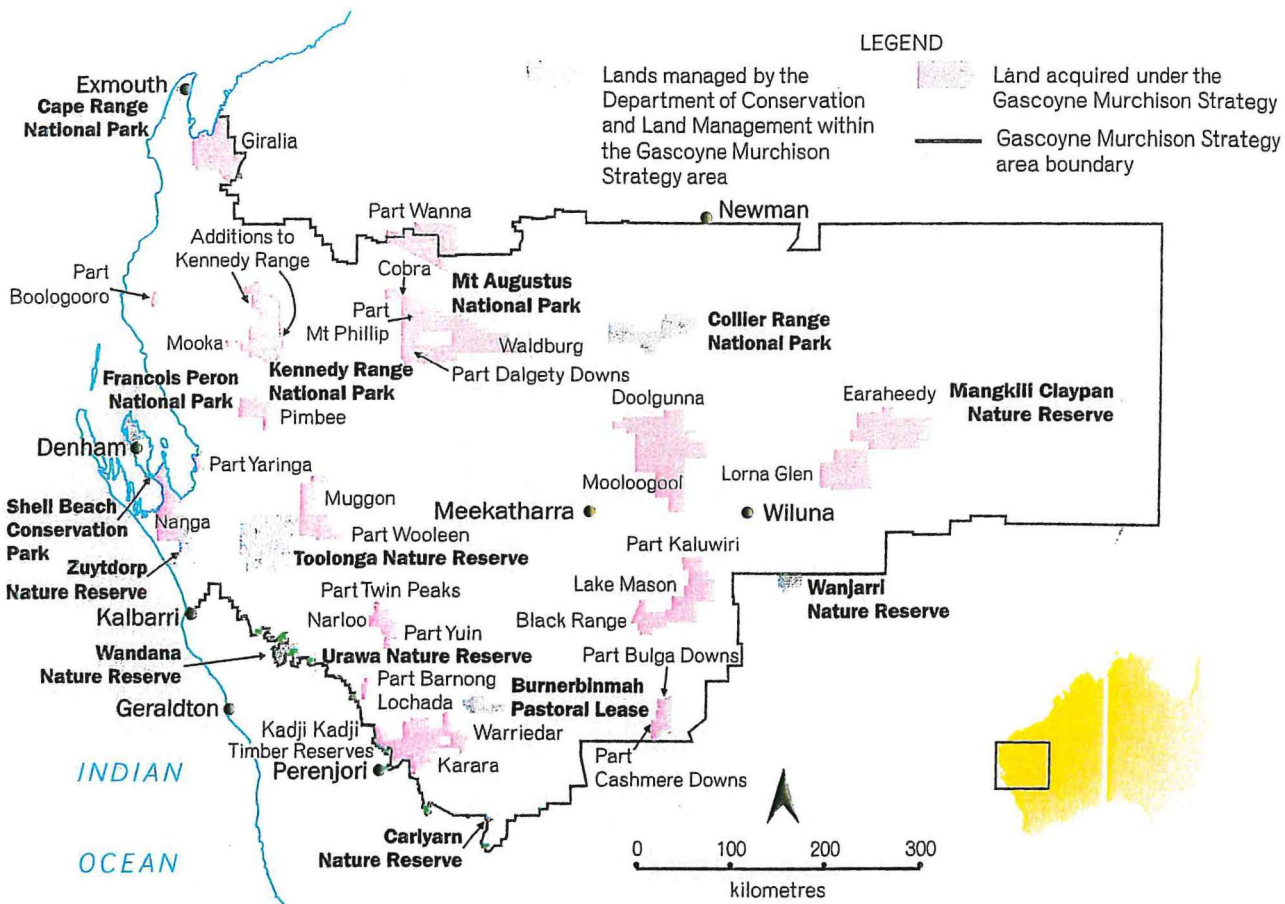 LEGEND
Lands managed by the
Department of Conservation
and Land Management within
the Gascoyne Murchison
Strategy area
Land acquired under the
Gascoyne Murchison Strategy
Gascoyne Murchison Strategy
area boundary
Exmouth
Cape Range
National Park
Giralia
Part Wanna
Newman
Additions to
Kennedy Range
Cobra
Mt Augustus
National Park
Part
Boologooro
Part
Mt Phillip
Collier Range
National Park
Mooka
Waldburg
Kennedy Range
National Park
Part Dalgety Downs
Francois Peron
National Park
Pimbee
Doolgunna
Earaheedy
Mangkili Claypan
Nature Reserve
Denham
Part Yaringa
Lorna Glen
Mooloogool
Muggon
Shell Beach
Conservation
Park
Nanga
Meekatharra
Wiluna
Part Wooleen
Toolonga Nature Reserve
Part Kaluwiri
Zuytdorp
Nature Reserve
Part Twin Peaks
Lake Mason
Wanjarri
Nature Reserve
Kalbarri
Narloo
Black Range
Part Yuin
Wandana
Nature Reserve
Urawa Nature Reserve
Part Bulga Downs
Part Barnong
Burnerbinmah
Pastoral Lease
Lochada
Geraldton
Kadji Kadji
Timber Reserves
Warriedar
Part
Cashmere Downs
Karara
Perenjori
INDIAN
OCEAN
Carlyarn
Nature Reserve
0 100 200 300
kilometres